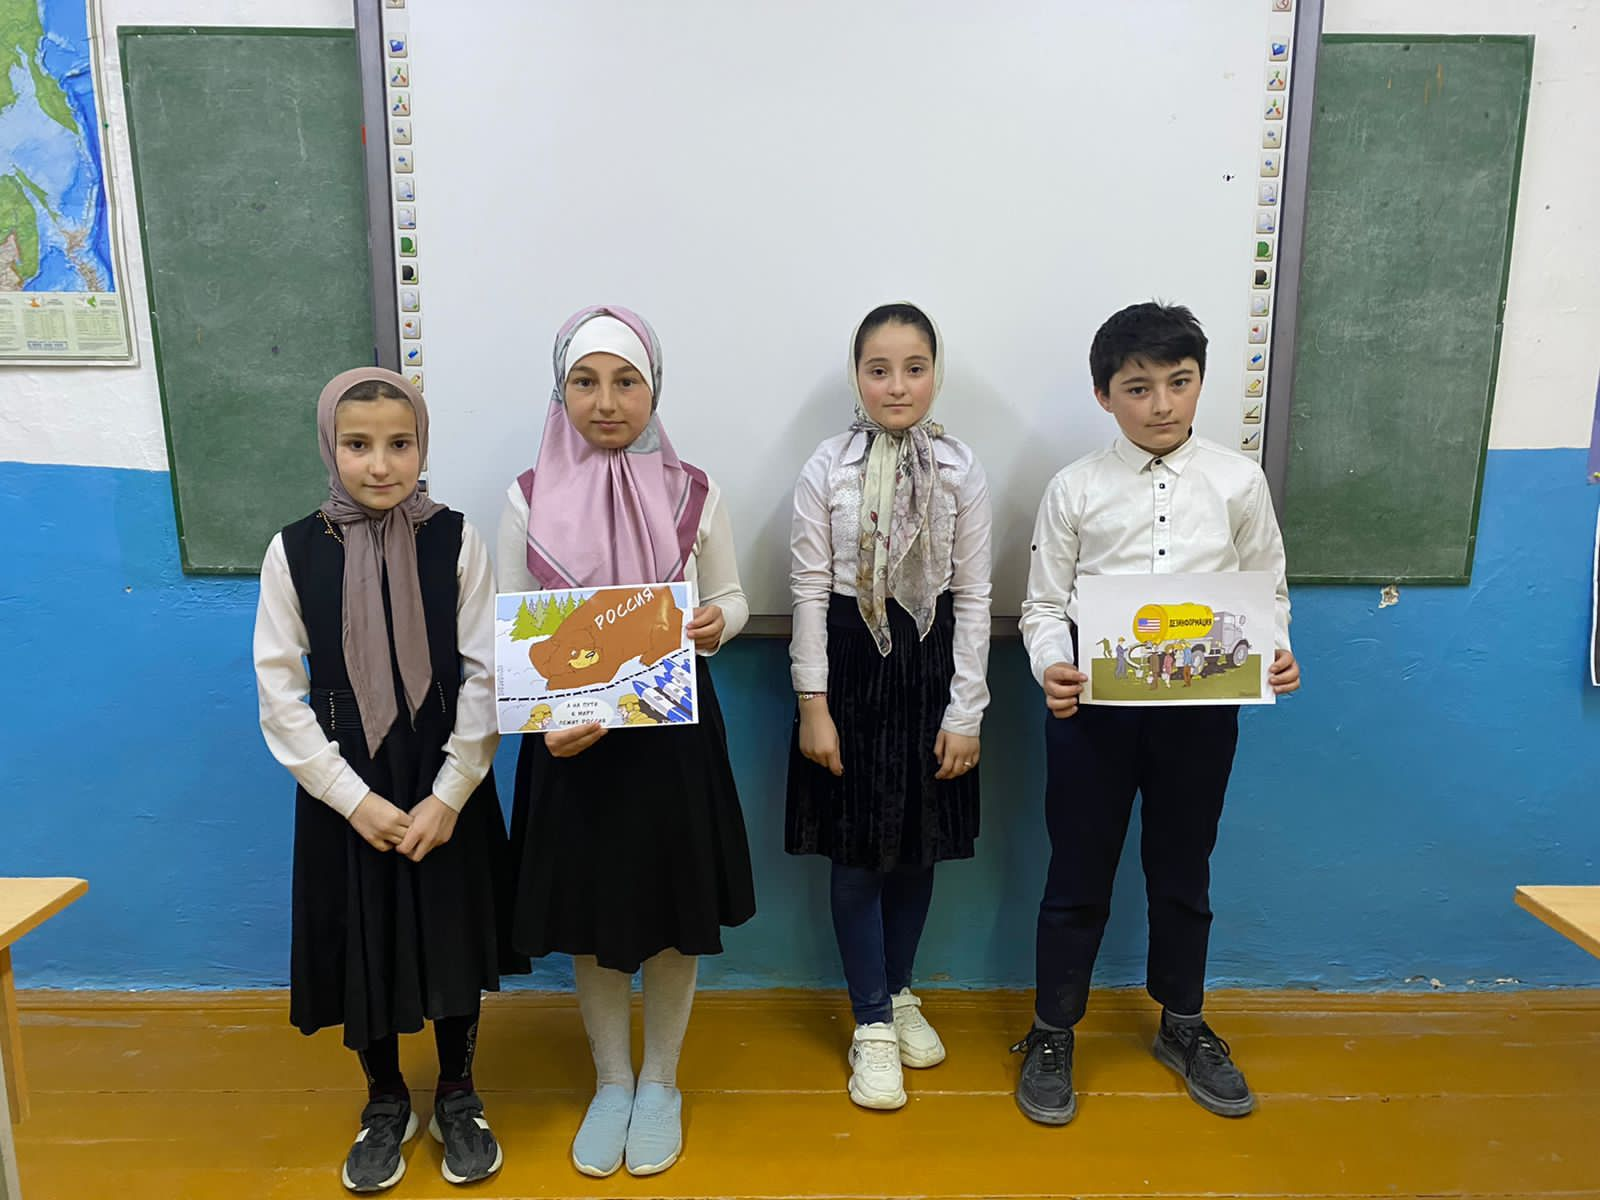 РОССИЯ
А НА ПУТИ
К МИРУ
ЛЕЖИТ РОССИЯ
ДЕЗИНФОРМАЦИЯ